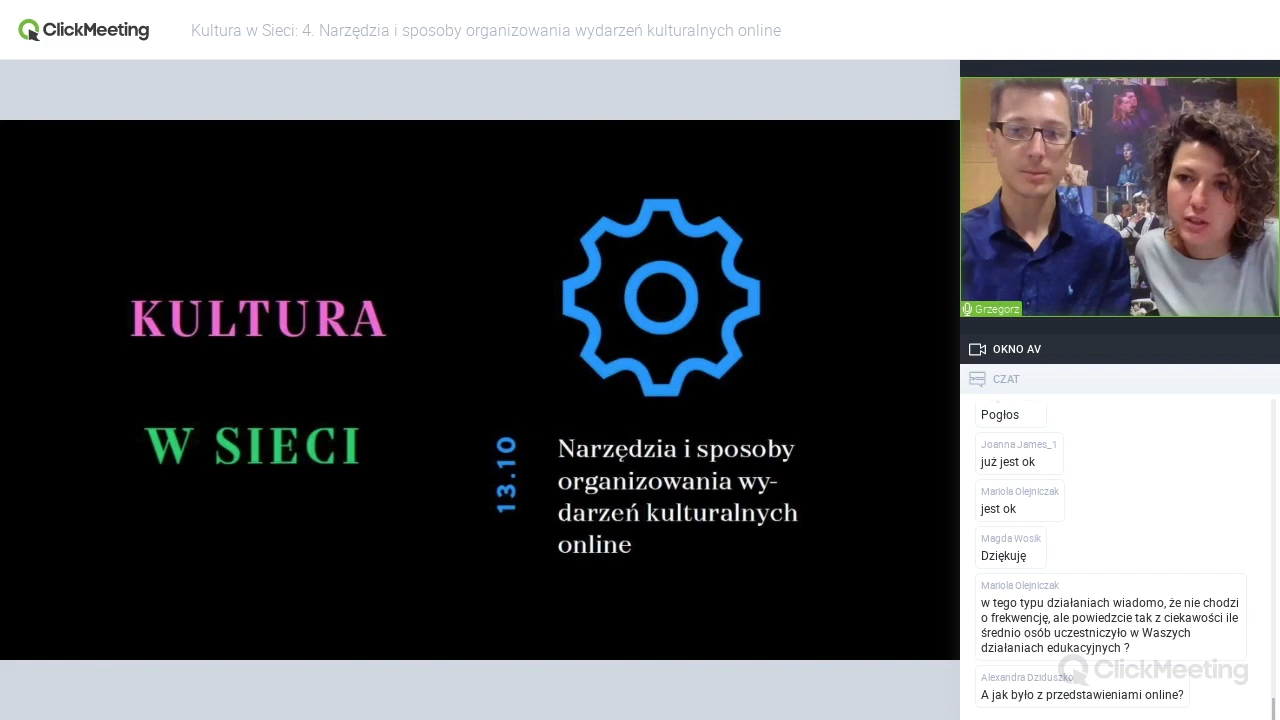 ClickMeeting
Kultura w Sieci: 4. Narzędzia i sposoby organizowania wydarzeń kulturalnych online
KULTURA
W SIECI
13.10
Narzędzia i sposoby
organizowania wy-
darzeń kulturalnych
online
Grzegorz
OKNO AV
CZAT
Pogłos
Joanna James_1
już jest ok
Mariola Olejniczak
jest ok
Magda Wosik
Dziękuję
Mariola Olejniczak
w tego typu działaniach wiadomo, że nie chodzi
o frekwencję, ale powiedzcie tak z ciekawości ile
średnio osób uczestniczyło w Waszych
działaniach edukacyjnych ?
ClickMeeting
Alexandra Dziduszko
A jak było z przedstawieniami online?